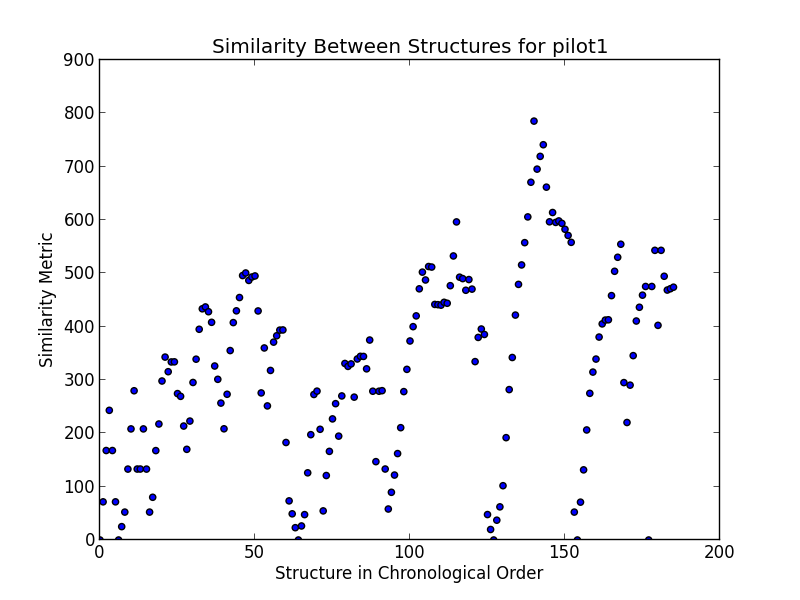 Similarity Between Structures for pilot1
900
800
700
600
500
400
300
200
100
0
Similarity Metric
0 50 100 150 200
Structure in Chronological Order